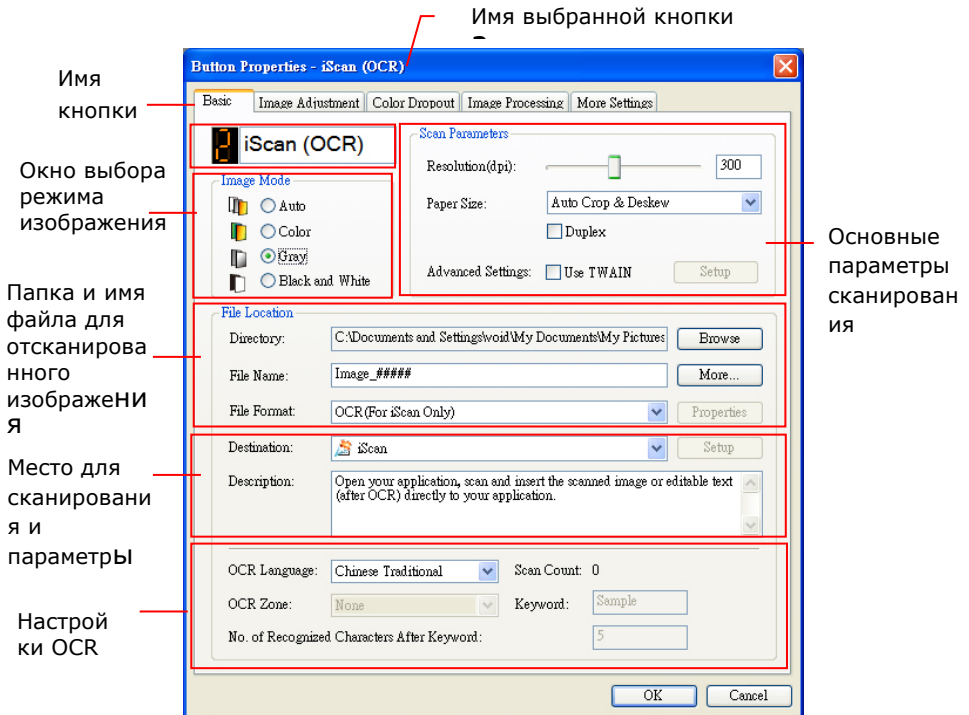 Имя выбранной кнопки
Button Properties - iScan (OCR)
Имя
кнопки
Basic Image Adjustment Color Dropout Image Processing More Settings
2 iScan (OCR)
Окно выбора
режима
изображения
Image Mode
Auto
Color
Gray
Black and White
Scan Parameters
Resolution(dpi): 300
Paper Size: Auto Crop & Deskew
Duplex
Advanced Settings: Use TWAIN Setup
Основные
параметры
сканирован
ия
Папка и имя
файла для
отсканирова
нного
изображени
я
File Location
Directory: C:\Documents and Settings\void\My Documents\My Pictures Browse
File Name: Image_##### More...
File Format: OCR(For iScan Only) Properties
Место для
сканировани
я и
параметры
Destination: iScan Setup
Description: Open your application, scan and insert the scanned image or editable text
(after OCR) directly to your application.
Настрой
ки OCR
OCR Language: Chinese Traditional Scan Count: 0
OCR Zone: None Keyword: Sample
No. of Recognized Characters After Keyword: 5
OK Cancel